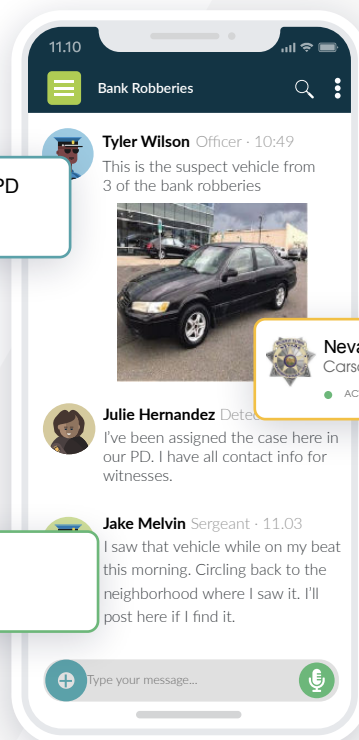 11.10
Bank Robberies
Tyler Wilson Officer · 10:49
This is the suspect vehicle from
3 of the bank robberies
PD
Julie Hernandez
I've been assigned the case here in
our PD. I have all contact info for
witnesses.
Jake Melvin Sergeant · 11.03
I saw that vehicle while on my beat
this morning. Circling back to the
neighborhood where I saw it. I'll
post here if I find it.
Type your message...